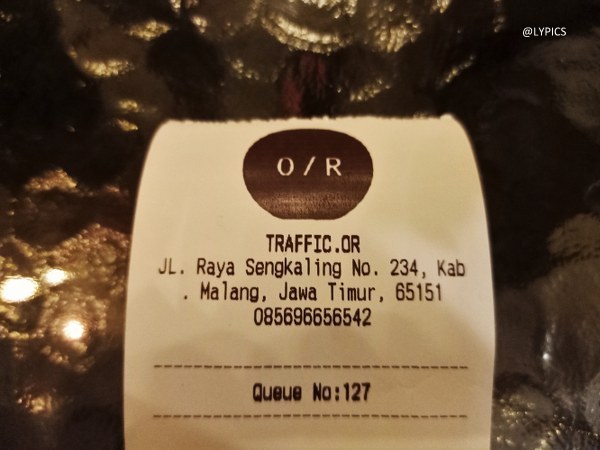 @LYPICS
O/R
TRAFFIC.OR
JL. Raya Sengkaling No. 234, Kab
. Malang, Jawa Timur, 65151
085696656542
Queue No:127